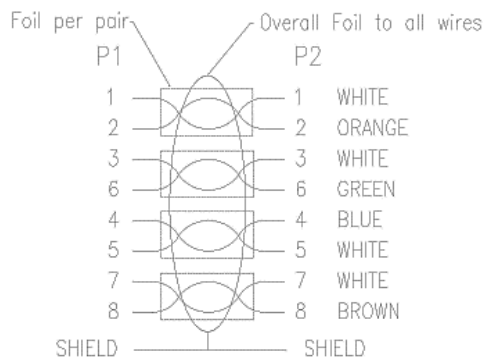 Foil per pair Overall Foil to all wires
P1 P2
1 1 WHITE
2 2 ORANGE
3 3 WHITE
6 6 GREEN
4 4 BLUE
5 5 WHITE
7 7 WHITE
8 8 BROWN
SHIELD SHIELD